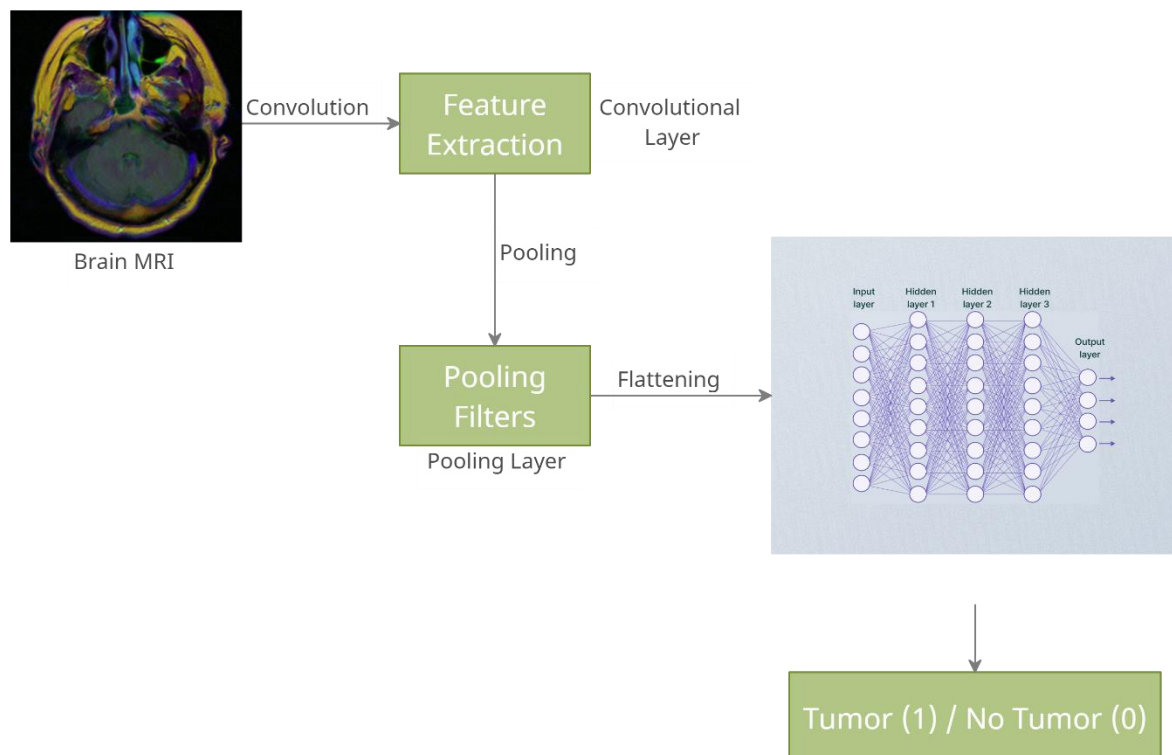 Convolution
Feature
Extraction
Convolutional
Layer
Brain MRI
Pooling
Pooling
Filters
Pooling Layer
Flattening
Input
layer
Hidden
layer 1
Hidden
layer 2
Hidden
layer 3
Output
layer
Tumor (1) / No Tumor (0)